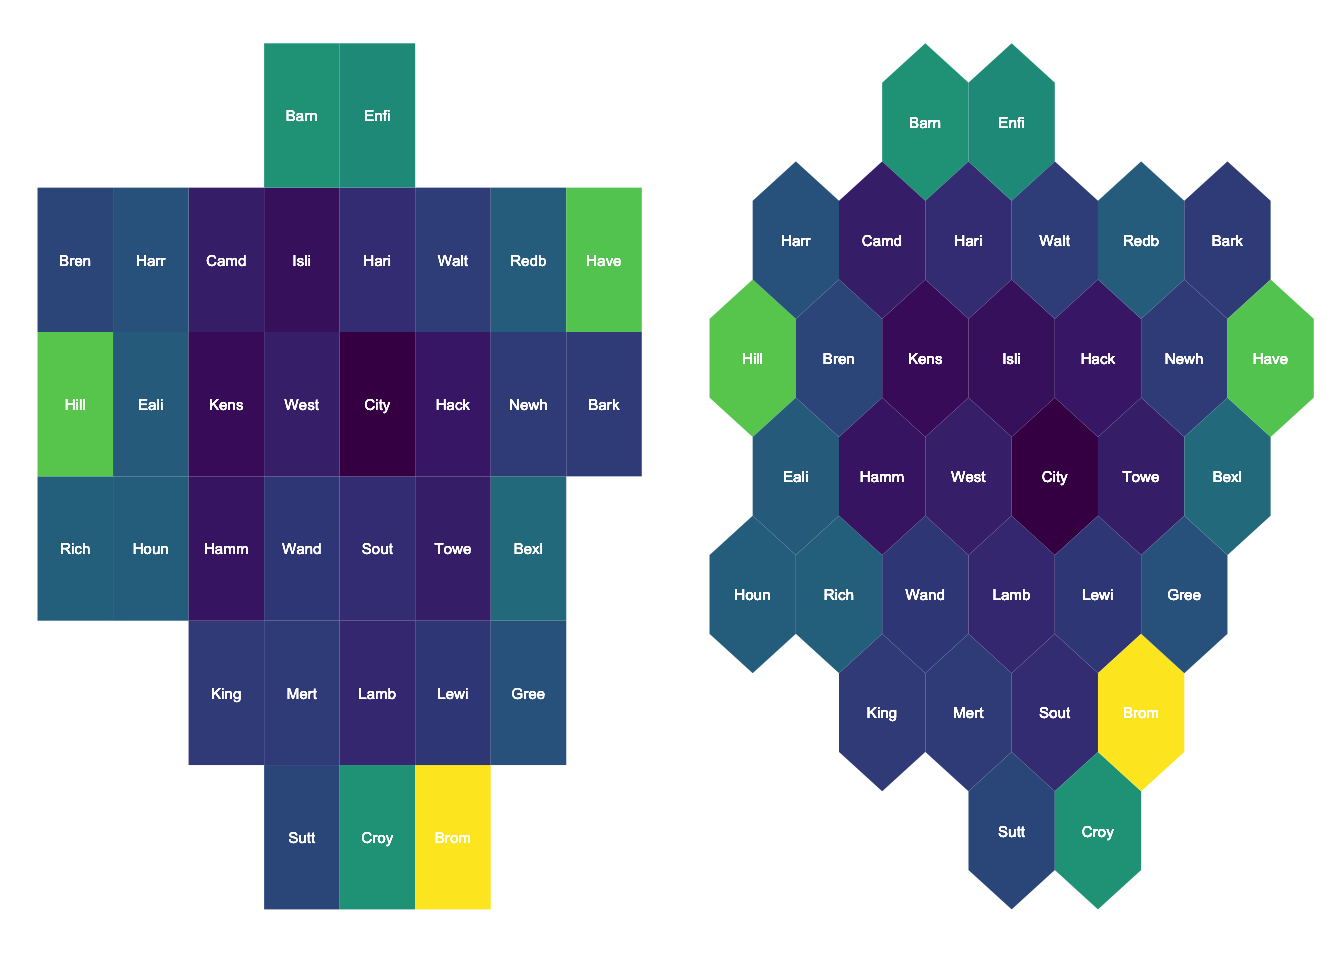 Barn Enfi
Bren Harr Camd Isli Hari Walt Redb Have
Hill Eali Kens West City Hack Newh Bark
Rich Houn Hamm Wand Sout Towe Bexl
King Mert Lamb Lewi Gree
Sutt Croy Brom
Barn Enfi
Harr Camd Hari Walt Redb Bark
Hill Bren Kens Isli Hack Newh Have
Eali Hamm West City Towe Bexl
Houn Rich Wand Lamb Lewi Gree
King Mert Sout Brom
Sutt Croy